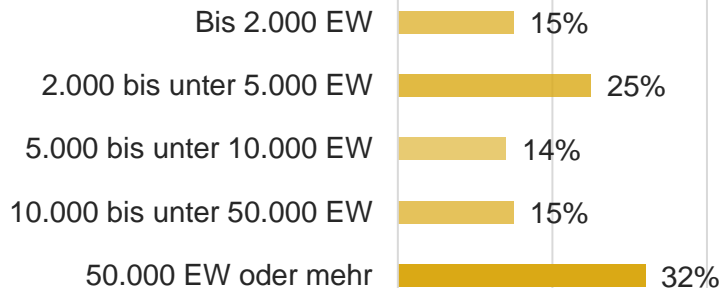 Bis 2.000 EW 15%
2.000 bis unter 5.000 EW 25%
5.000 bis unter 10.000 EW 14%
10.000 bis unter 50.000 EW 15%
50.000 EW oder mehr 32%